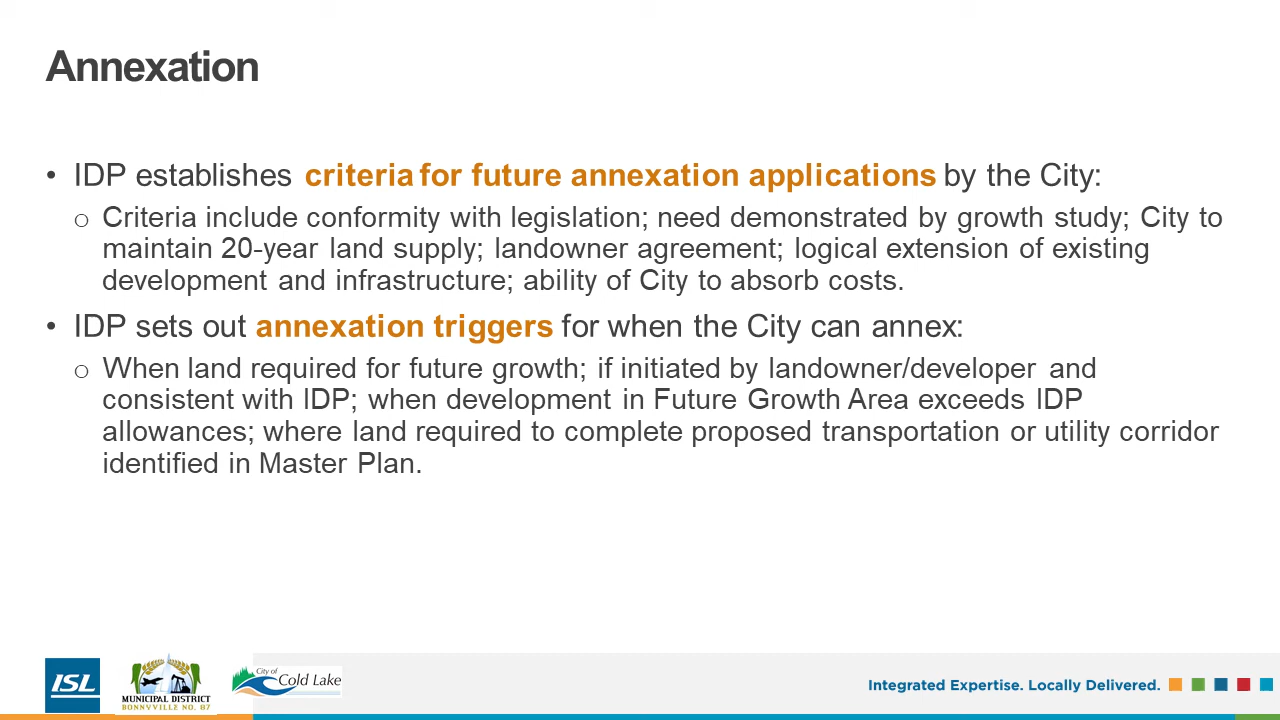 Annexation
• IDP establishes criteria for future annexation applications by the City:
o Criteria include conformity with legislation; need demonstrated by growth study; City to
maintain 20-year land supply; landowner agreement; logical extension of existing
development and infrastructure; ability of City to absorb costs.
• IDP sets out annexation triggers for when the City can annex:
o When land required for future growth; if initiated by landowner/developer and
consistent with IDP; when development in Future Growth Area exceeds IDP
allowances; where land required to complete proposed transportation or utility corridor
identified in Master Plan.
ISL
MUNICIPAL DISTRICT
BONNYVILLE NO. 87
City of
Cold Lake
Integrated Expertise. Locally Delivered.